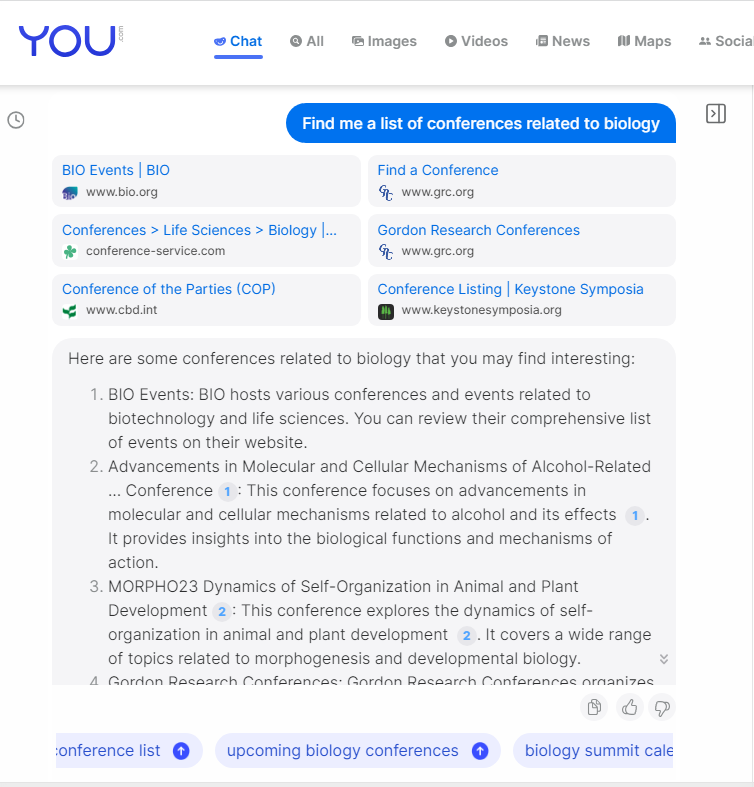 YOU.com
Chat All Images Videos News Maps Social
Find me a list of conferences related to biology
BIO Events | BIO
www.bio.org
Find a Conference
www.grc.org
Conferences > Life Sciences > Biology |...
conference-service.com
Gordon Research Conferences
www.grc.org
Conference of the Parties (COP)
www.cbd.int
Conference Listing | Keystone Symposia
www.keystonesymposia.org
Here are some conferences related to biology that you may find interesting:
1. BIO Events: BIO hosts various conferences and events related to
biotechnology and life sciences. You can review their comprehensive list
of events on their website.
2. Advancements in Molecular and Cellular Mechanisms of Alcohol-Related
... Conference 1 : This conference focuses on advancements in
molecular and cellular mechanisms related to alcohol and its effects 1 .
It provides insights into the biological functions and mechanisms of
action.
3. MORPHO23 Dynamics of Self-Organization in Animal and Plant
Development 2 : This conference explores the dynamics of self-
organization in animal and plant development 2 . It covers a wide range
of topics related to morphogenesis and developmental biology.
4. Gordon Research Conferences: Gordon Research Conferences organizes
conference list
upcoming biology conferences
biology summit cale